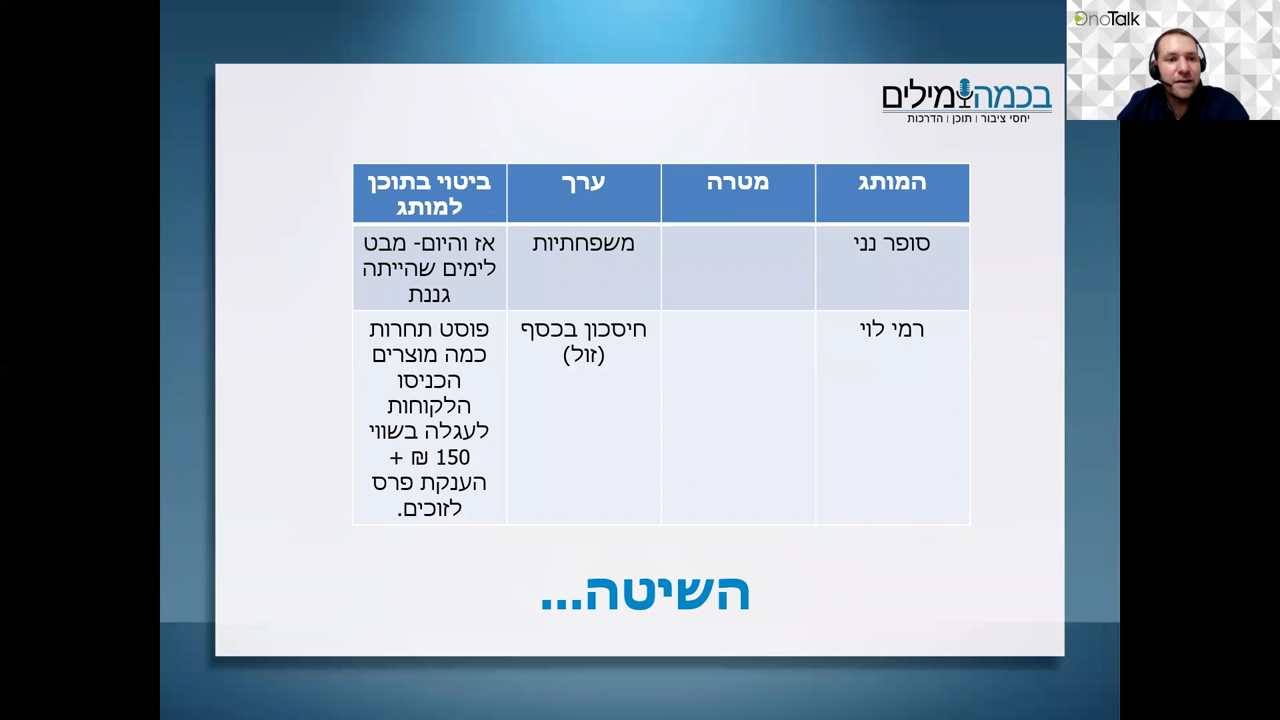 OnoTalk
בכמה מילים
יחסי ציבור | תוכן | הדרכות
המותג
מטרה
ערך
ביטוי בתוכן
למותג
סופר נני
משפחתיות
אז והיום- מבט
לימים שהייתה
גננת
רמי לוי
חיסכון בכסף
(זול)
פוסט תחרות
כמה מוצרים
הכניסו
הלקוחות
לעגלה בשווי
150 ₪ +
הענקת פרס
לזוכים.
השיטה...